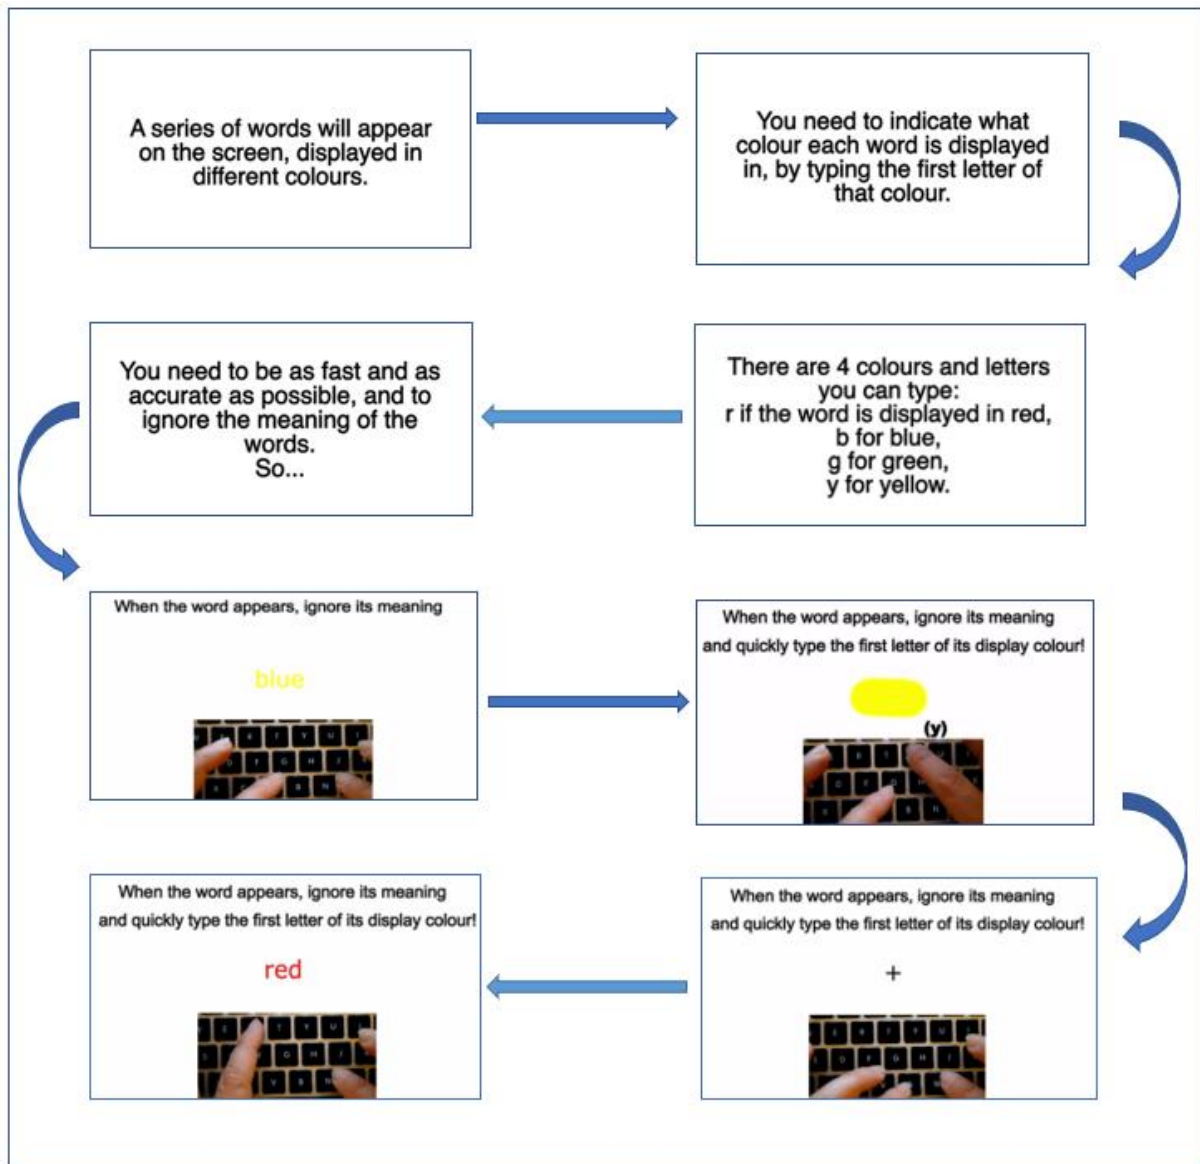 A series of words will appear
on the screen, displayed in
different colours.
You need to indicate what
colour each word is displayed
in, by typing the first letter of
that colour.
There are 4 colours and letters
you can type:
r if the word is displayed in red,
b for blue,
g for green,
y for yellow.
You need to be as fast and as
accurate as possible, and to
ignore the meaning of the
words.
So...
When the word appears, ignore its meaning
blue
When the word appears, ignore its meaning
and quickly type the first letter of its display colour!
(y)
When the word appears, ignore its meaning
and quickly type the first letter of its display colour!
+
When the word appears, ignore its meaning
and quickly type the first letter of its display colour!
red